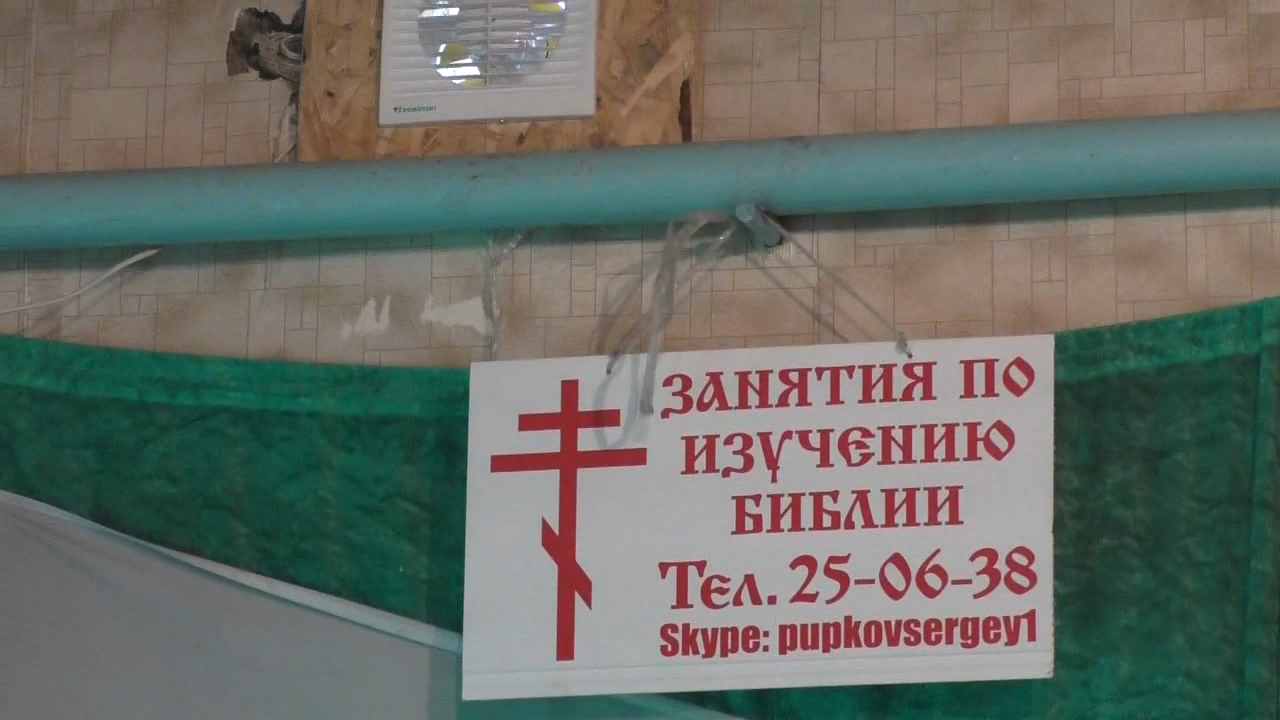 ЗАНЯТИЯ ПО
ИЗУЧЕНИЮ
БИБЛИИ
Тел. 25-06-38
Skype: pupkovsergey1